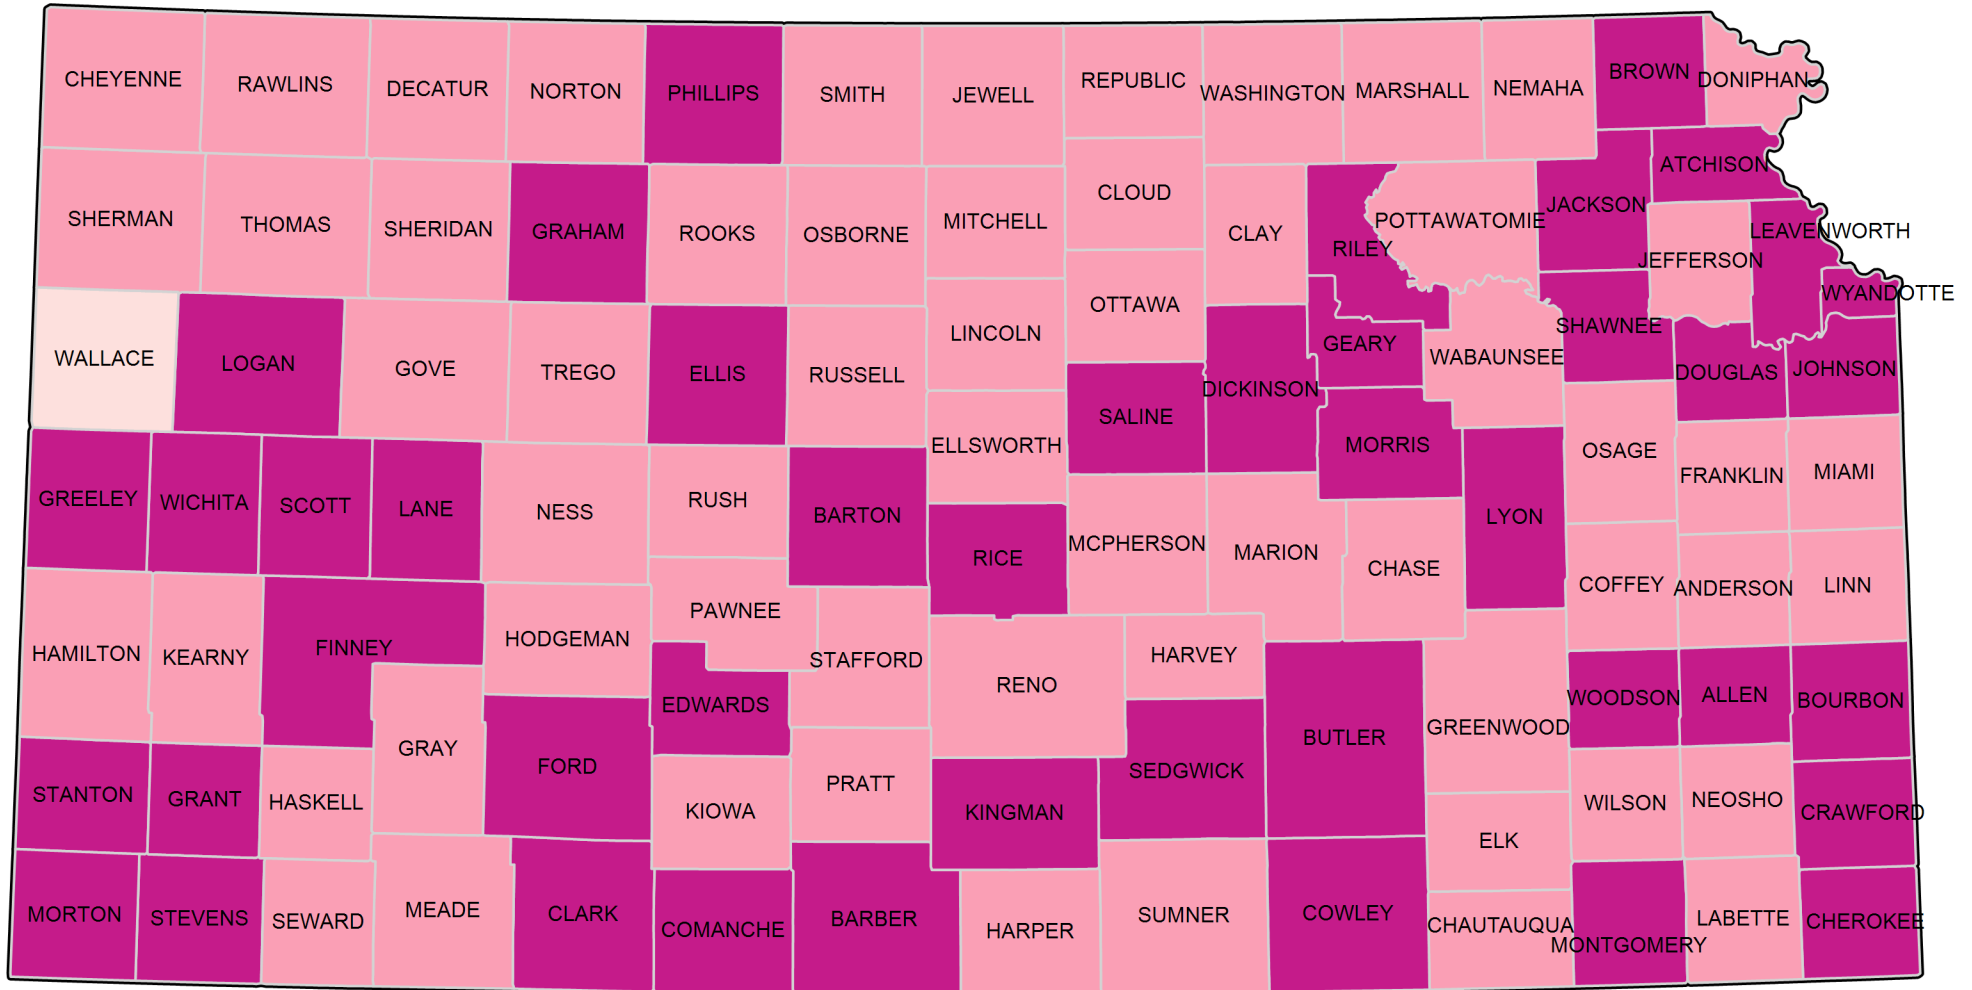 CHEYENNE
RAWLINS
DECATUR
NORTON
PHILLIPS
SMITH
JEWELL
REPUBLIC
WASHINGTON
MARSHALL
NEMAHA
BROWN
DONIPHAN
ATCHISON
SHERMAN
THOMAS
SHERIDAN
GRAHAM
ROOKS
OSBORNE
MITCHELL
CLOUD
CLAY
RILEY
POTTAWATOMIE
JACKSON
JEFFERSON
LEAVENWORTH
WYANDOTTE
WALLACE
LOGAN
GOVE
TREGO
ELLIS
RUSSELL
LINCOLN
OTTAWA
DICKINSON
GEARY
WABAUNSEE
SHAWNEE
DOUGLAS
JOHNSON
ELLSWORTH
SALINE
MORRIS
LYON
OSAGE
FRANKLIN
MIAMI
GREELEY
WICHITA
SCOTT
LANE
NESS
RUSH
BARTON
RICE
MCPHERSON
MARION
CHASE
COFFEY
ANDERSON
LINN
HAMILTON
KEARNY
FINNEY
HODGEMAN
PAWNEE
STAFFORD
RENO
HARVEY
EDWARDS
GRAY
FORD
SEDGWICK
BUTLER
GREENWOOD
WOODSON
ALLEN
BOURBON
STANTON
GRANT
HASKELL
KIOWA
PRATT
KINGMAN
ELK
WILSON
NEOSHO
CRAWFORD
MORTON
STEVENS
SEWARD
MEADE
CLARK
COMANCHE
BARBER
HARPER
SUMNER
COWLEY
CHAUTAUQUA
MONTGOMERY
LABETTE
CHEROKEE